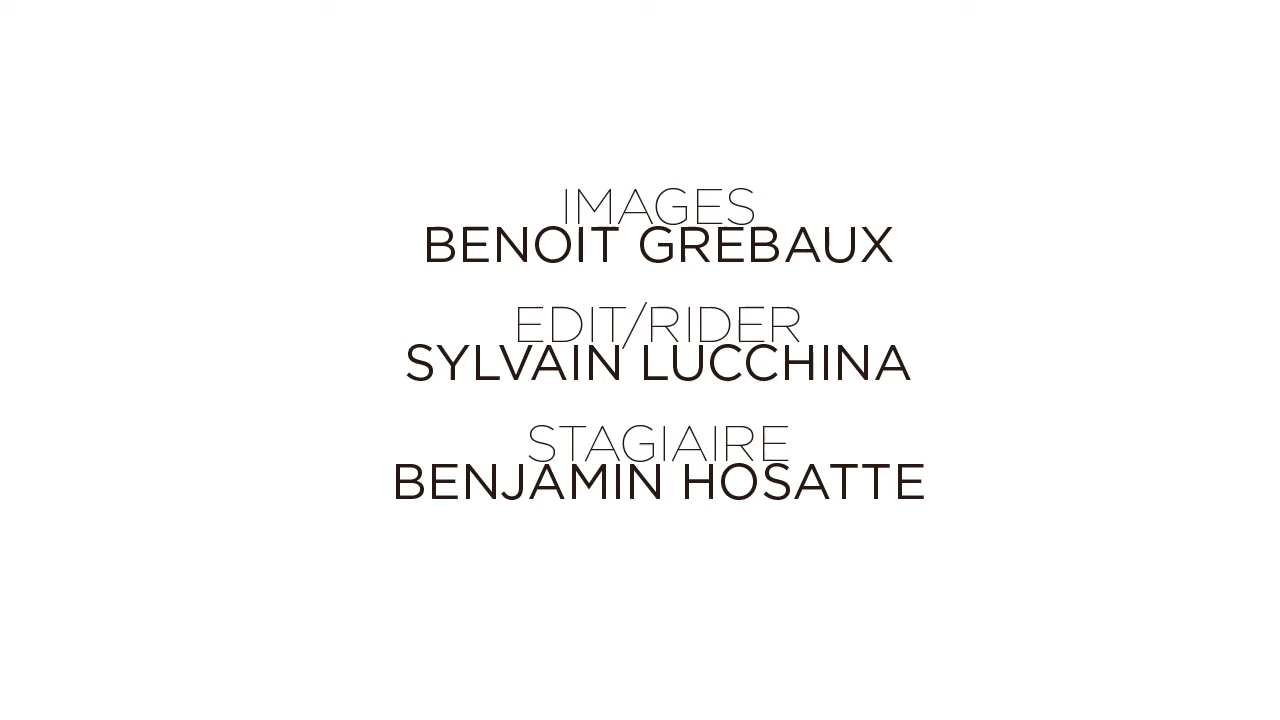 IMAGES
BENOIT GREBAUX
EDIT/RIDER
SYLVAIN LUCCHINA
STAGIAIRE
BENJAMIN HOSATTE